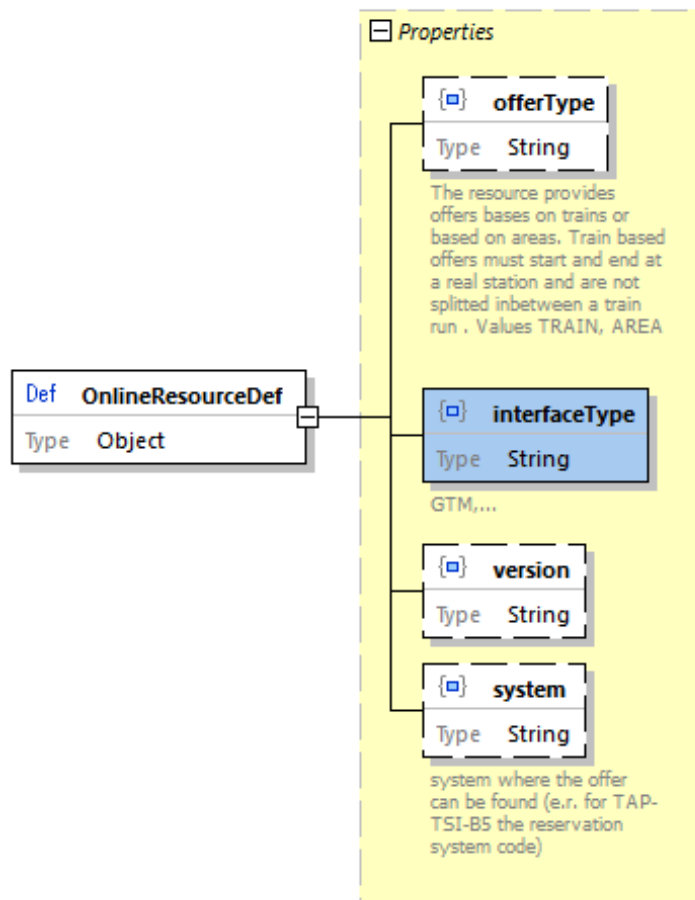 Properties
offerType
Type String
The resource provides
offers bases on trains or
based on areas. Train based
offers must start and end at
a real station and are not
splitted inbetween a train
run . Values TRAIN, AREA
Def OnlineResourceDef
Type Object
interfaceType
Type String
GTM,...
version
Type String
system
Type String
system where the offer
can be found (e.r. for TAP-
TSI-B5 the reservation
system code)